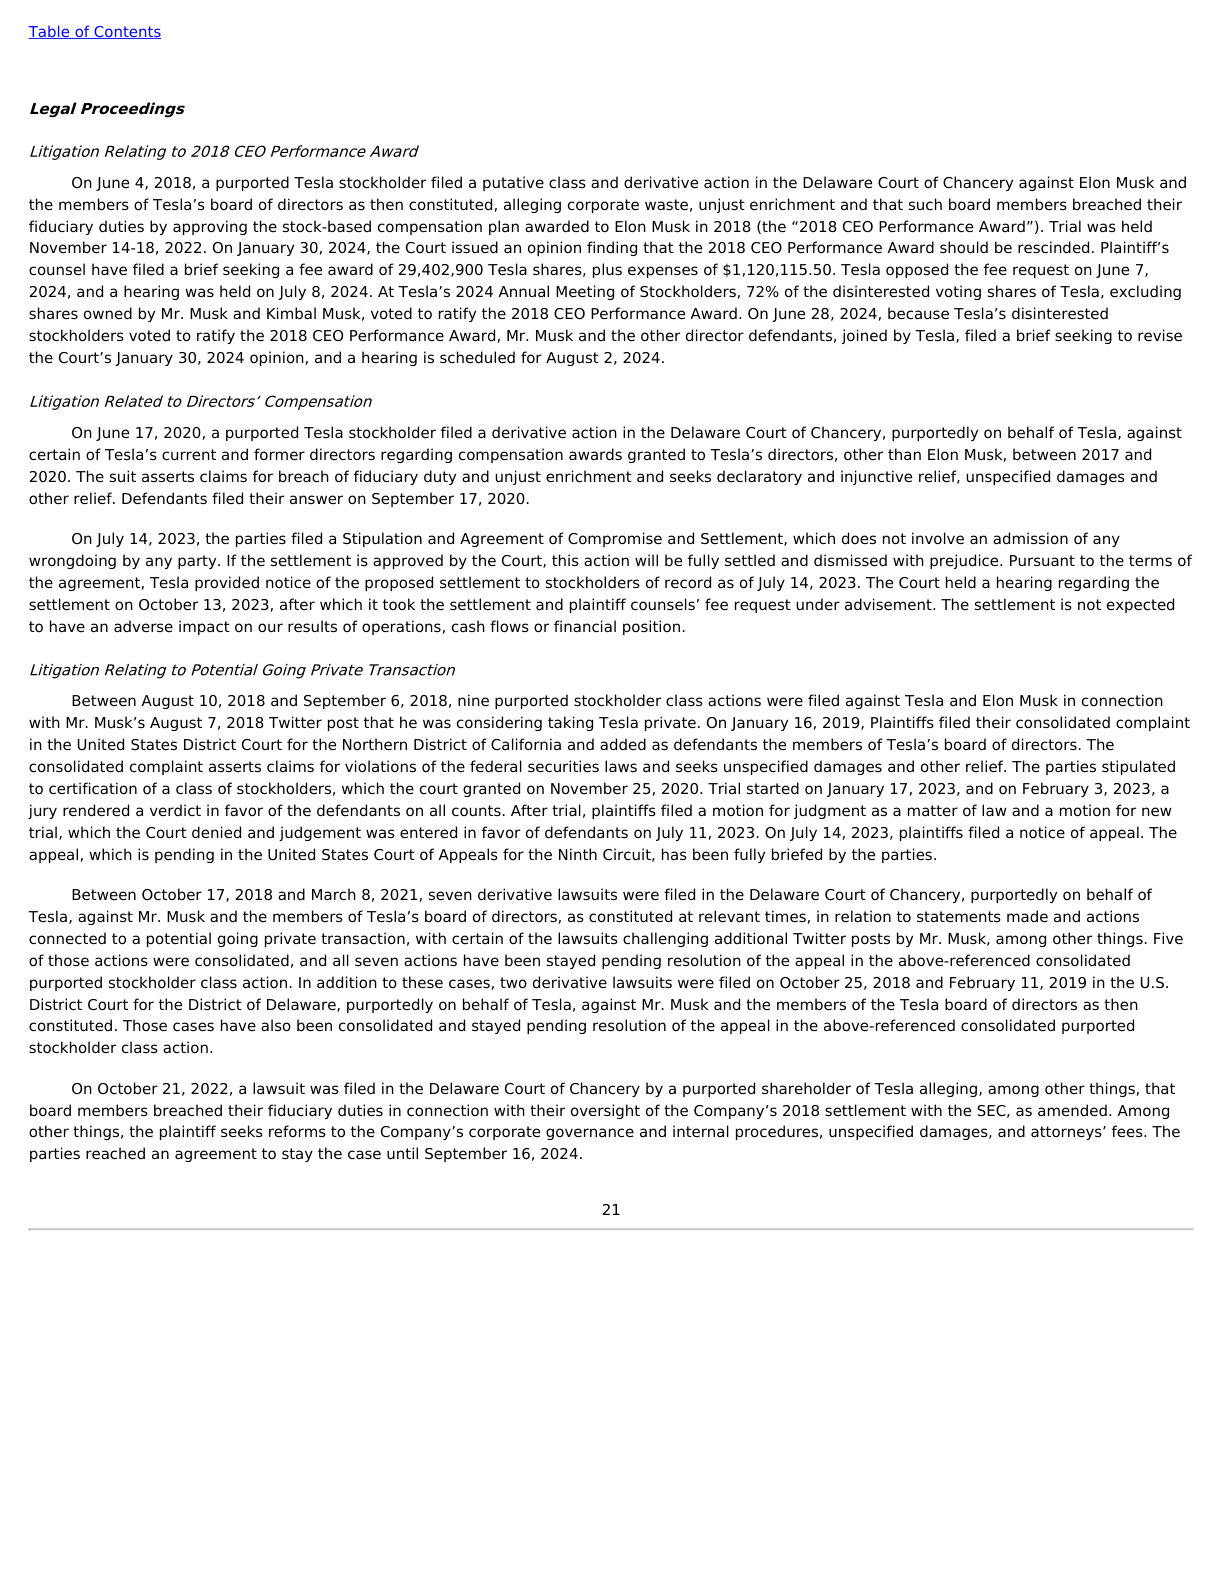 Table of Contents
Legal Proceedings
Litigation Relating to 2018 CEO Performance Award
On June 4, 2018, a purported Tesla stockholder filed a putative class and derivative action in the Delaware Court of Chancery against Elon Musk and
the members of Tesla’s board of directors as then constituted, alleging corporate waste, unjust enrichment and that such board members breached their
fiduciary duties by approving the stock-based compensation plan awarded to Elon Musk in 2018 (the “2018 CEO Performance Award”). Trial was held
November 14-18, 2022. On January 30, 2024, the Court issued an opinion finding that the 2018 CEO Performance Award should be rescinded. Plaintiff’s
counsel have filed a brief seeking a fee award of 29,402,900 Tesla shares, plus expenses of $1,120,115.50. Tesla opposed the fee request on June 7,
2024, and a hearing was held on July 8, 2024. At Tesla’s 2024 Annual Meeting of Stockholders, 72% of the disinterested voting shares of Tesla, excluding
shares owned by Mr. Musk and Kimbal Musk, voted to ratify the 2018 CEO Performance Award. On June 28, 2024, because Tesla’s disinterested
stockholders voted to ratify the 2018 CEO Performance Award, Mr. Musk and the other director defendants, joined by Tesla, filed a brief seeking to revise
the Court’s January 30, 2024 opinion, and a hearing is scheduled for August 2, 2024.
Litigation Related to Directors’ Compensation
On June 17, 2020, a purported Tesla stockholder filed a derivative action in the Delaware Court of Chancery, purportedly on behalf of Tesla, against
certain of Tesla’s current and former directors regarding compensation awards granted to Tesla’s directors, other than Elon Musk, between 2017 and
2020. The suit asserts claims for breach of fiduciary duty and unjust enrichment and seeks declaratory and injunctive relief, unspecified damages and
other relief. Defendants filed their answer on September 17, 2020.
On July 14, 2023, the parties filed a Stipulation and Agreement of Compromise and Settlement, which does not involve an admission of any
wrongdoing by any party. If the settlement is approved by the Court, this action will be fully settled and dismissed with prejudice. Pursuant to the terms of
the agreement, Tesla provided notice of the proposed settlement to stockholders of record as of July 14, 2023. The Court held a hearing regarding the
settlement on October 13, 2023, after which it took the settlement and plaintiff counsels’ fee request under advisement. The settlement is not expected
to have an adverse impact on our results of operations, cash flows or financial position.
Litigation Relating to Potential Going Private Transaction
Between August 10, 2018 and September 6, 2018, nine purported stockholder class actions were filed against Tesla and Elon Musk in connection
with Mr. Musk’s August 7, 2018 Twitter post that he was considering taking Tesla private. On January 16, 2019, Plaintiffs filed their consolidated complaint
in the United States District Court for the Northern District of California and added as defendants the members of Tesla’s board of directors. The
consolidated complaint asserts claims for violations of the federal securities laws and seeks unspecified damages and other relief. The parties stipulated
to certification of a class of stockholders, which the court granted on November 25, 2020. Trial started on January 17, 2023, and on February 3, 2023, a
jury rendered a verdict in favor of the defendants on all counts. After trial, plaintiffs filed a motion for judgment as a matter of law and a motion for new
trial, which the Court denied and judgement was entered in favor of defendants on July 11, 2023. On July 14, 2023, plaintiffs filed a notice of appeal. The
appeal, which is pending in the United States Court of Appeals for the Ninth Circuit, has been fully briefed by the parties.
Between October 17, 2018 and March 8, 2021, seven derivative lawsuits were filed in the Delaware Court of Chancery, purportedly on behalf of
Tesla, against Mr. Musk and the members of Tesla’s board of directors, as constituted at relevant times, in relation to statements made and actions
connected to a potential going private transaction, with certain of the lawsuits challenging additional Twitter posts by Mr. Musk, among other things. Five
of those actions were consolidated, and all seven actions have been stayed pending resolution of the appeal in the above-referenced consolidated
purported stockholder class action. In addition to these cases, two derivative lawsuits were filed on October 25, 2018 and February 11, 2019 in the U.S.
District Court for the District of Delaware, purportedly on behalf of Tesla, against Mr. Musk and the members of the Tesla board of directors as then
constituted. Those cases have also been consolidated and stayed pending resolution of the appeal in the above-referenced consolidated purported
stockholder class action.
On October 21, 2022, a lawsuit was filed in the Delaware Court of Chancery by a purported shareholder of Tesla alleging, among other things, that
board members breached their fiduciary duties in connection with their oversight of the Company’s 2018 settlement with the SEC, as amended. Among
other things, the plaintiff seeks reforms to the Company’s corporate governance and internal procedures, unspecified damages, and attorneys’ fees. The
parties reached an agreement to stay the case until September 16, 2024.
21